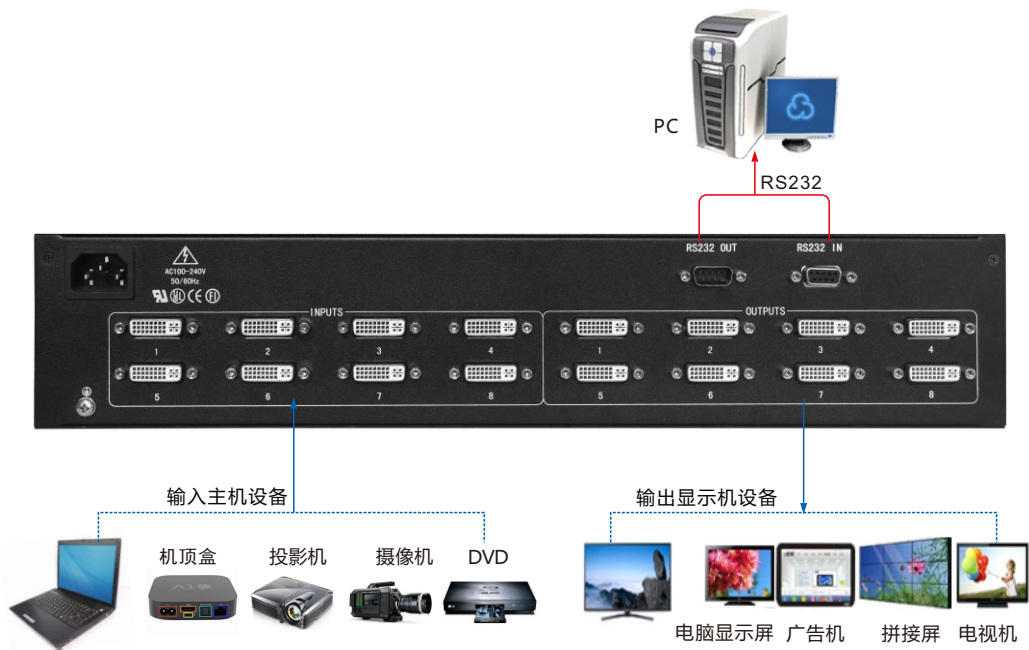 PC
RS232
RS232 OUT
RS232 IN
AC100-240V
50/60Hz
INPUTS
OUTPUTS
1 2 3 4
1 2 3 4
5 6 7 8
5 6 7 8
输入主机设备
输出显示机设备
机顶盒
投影机
摄像机
DVD
电脑显示屏
广告机
拼接屏
电视机